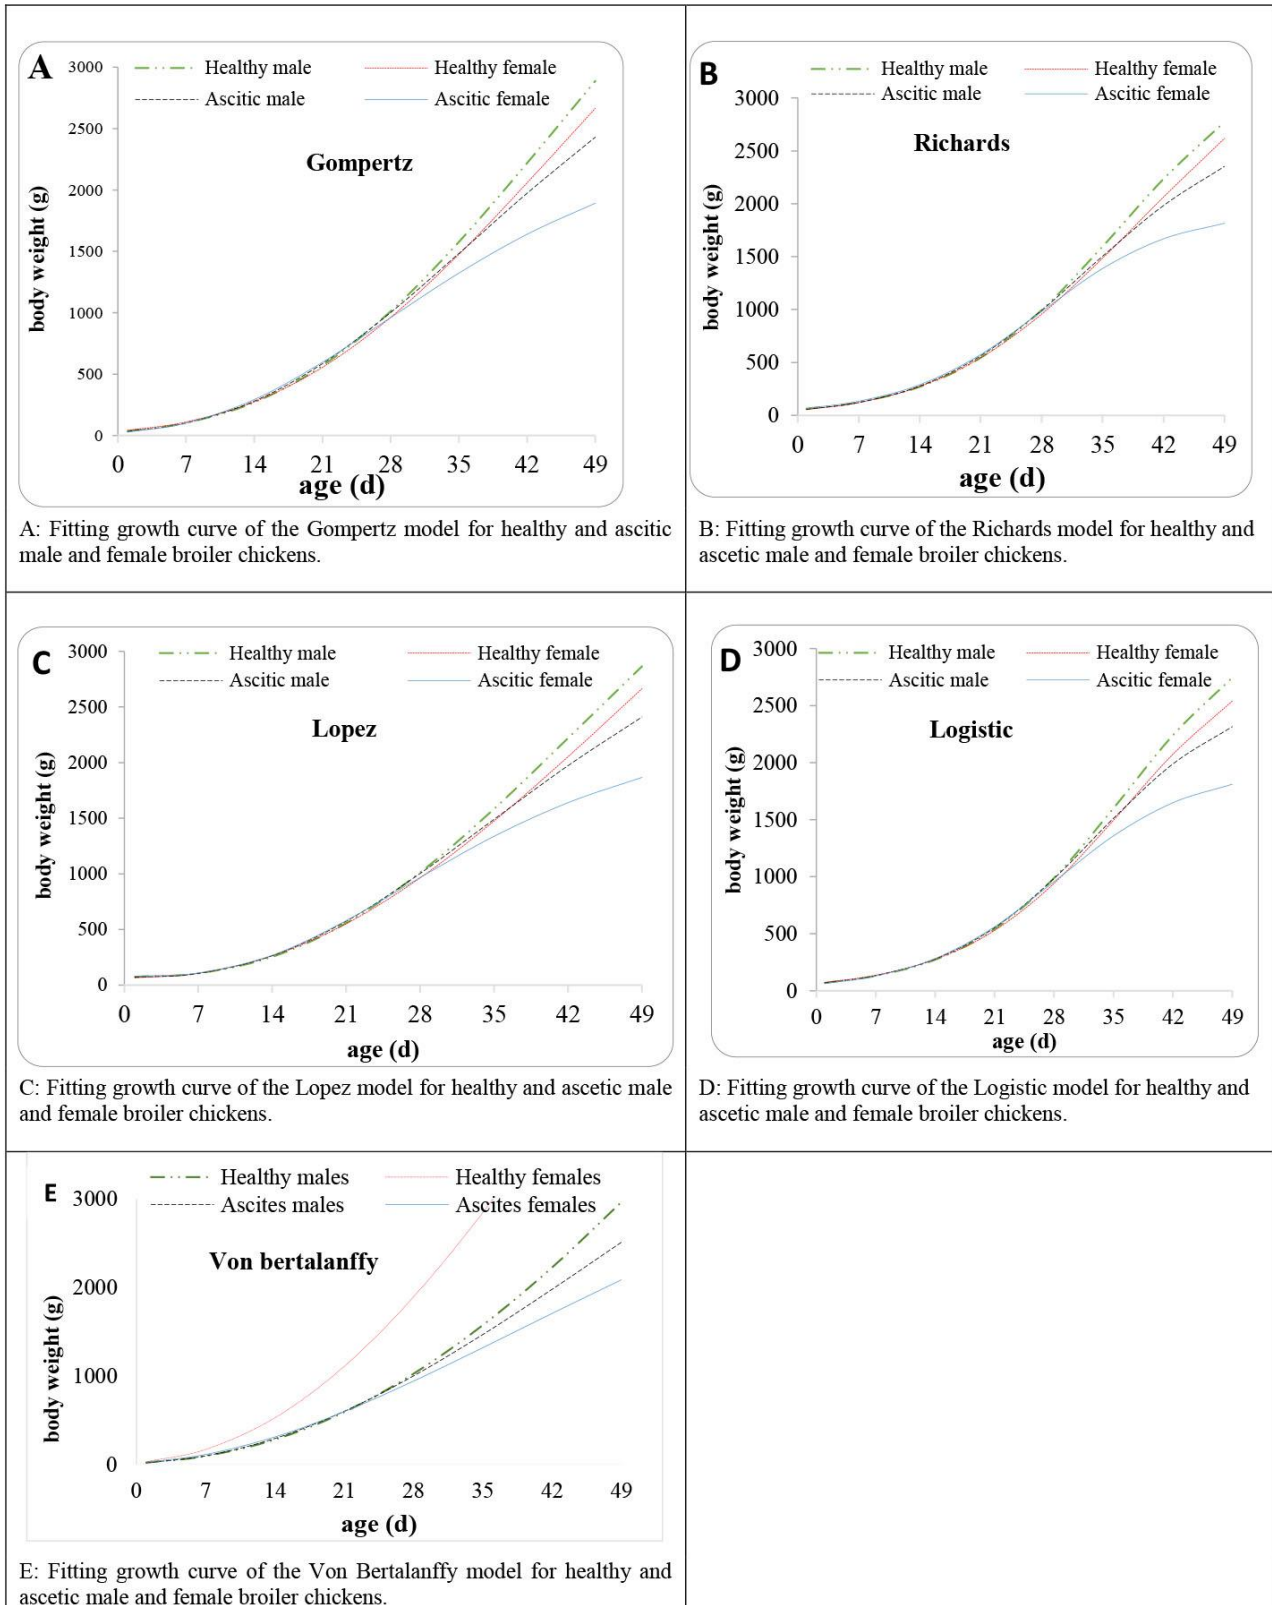 A
3000
Healthy male
Healthy female
Ascitic male
Ascitic female
2500
Gompertz
2000
1500
1000
500
0
body weight (g)
0 7 14 21 28 35 42 49
age (d)
A: Fitting growth curve of the Gompertz model for healthy and ascitic
male and female broiler chickens.
B
Healthy male
Healthy female
Ascitic male
Ascitic female
3000
Richards
2500
2000
1500
1000
500
0
body weight (g)
0 7 14 21 28 35 42 49
age (d)
B: Fitting growth curve of the Richards model for healthy and
ascetic male and female broiler chickens.
C
3000
Healthy male
Healthy female
Ascitic male
Ascitic female
2500
Lopez
2000
1500
1000
500
0
body weight (g)
0 7 14 21 28 35 42 49
age (d)
C: Fitting growth curve of the Lopez model for healthy and ascetic male
and female broiler chickens.
D
3000
Healthy male
Healthy female
Ascitic male
Ascitic female
2500
Logistic
2000
1500
1000
500
0
body weight (g)
0 7 14 21 28 35 42 49
age (d)
D: Fitting growth curve of the Logistic model for healthy and
ascetic male and female broiler chickens.
E
Healthy males
Healthy females
3000
Ascites males
Ascites females
Von bertalanffy
2000
1000
0
body weight (g)
0 7 14 21 28 35 42 49
age (d)
E: Fitting growth curve of the Von Bertalanffy model for healthy and
ascetic male and female broiler chickens.